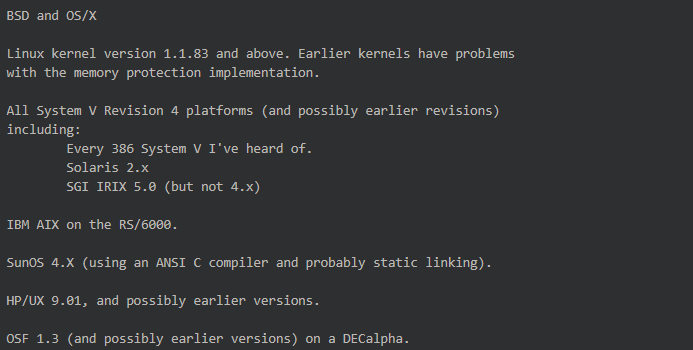 BSD and OS/X
Linux kernel version 1.1.83 and above. Earlier kernels have problems
with the memory protection implementation.
All System V Revision 4 platforms (and possibly earlier revisions)
including:
Every 386 System V I've heard of.
Solaris 2.x
SGI IRIX 5.0 (but not 4.x)
IBM AIX on the RS/6000.
SunOS 4.X (using an ANSI C compiler and probably static linking).
HP/UX 9.01, and possibly earlier versions.
OSF 1.3 (and possibly earlier versions) on a DECalpha.